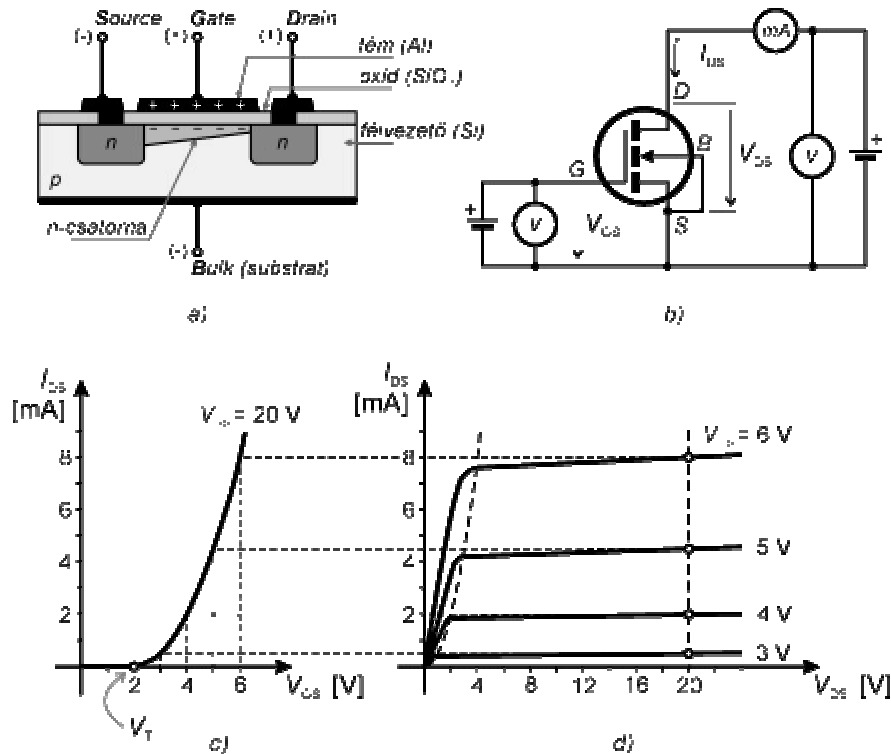 Source Gate Drain
(-) (+) (+)
fém (Al)
oxid (SiO₂)
félvezető (Si)
n n
p
n-csatorna
(-)
Bulk (substrat)
a)
mA
I_DS
D
B
G
S
V_DS
V
+
+
V
V_GS
b)
I_DS
[mA]
V_DS = 20 V
8
6
4
2
2 4 6
V_GS [V]
V_T
c)
I_DS
[mA]
V_GS = 6 V
8
6
5 V
4
4 V
2
3 V
4 8 12 16 20
V_DS [V]
d)